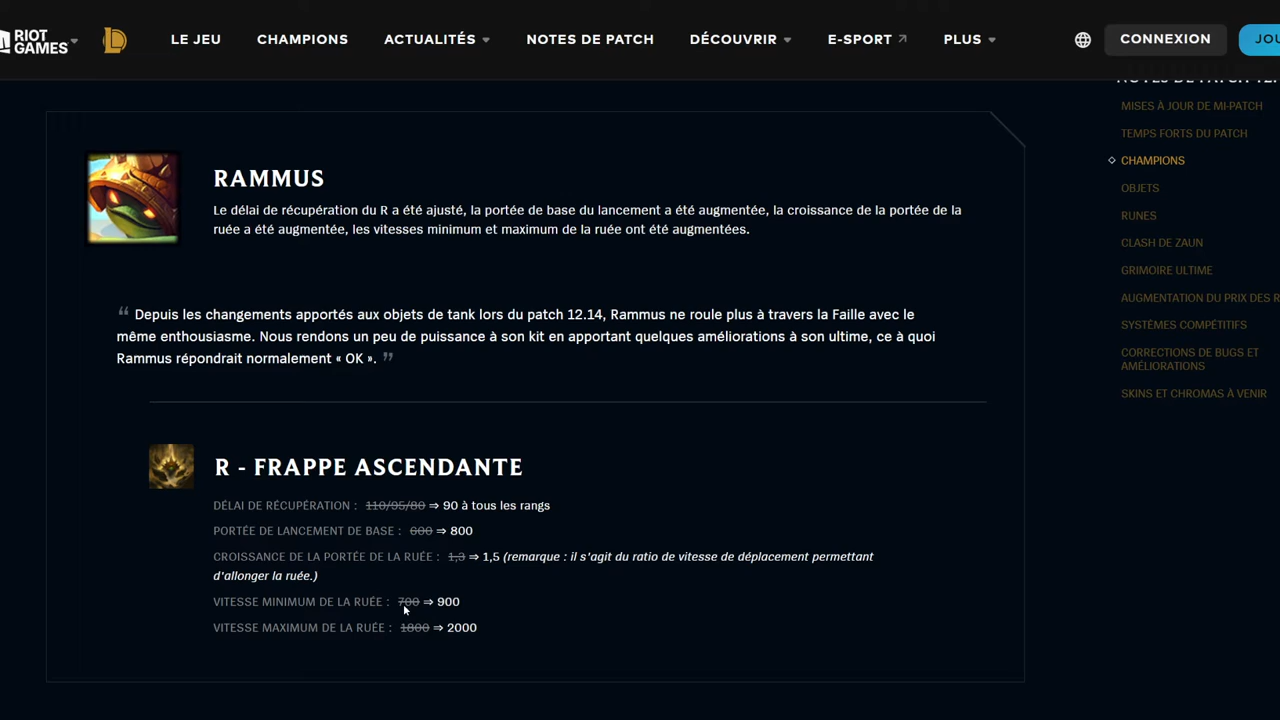 RIOT
GAMES
LE JEU
CHAMPIONS
ACTUALITÉS
NOTES DE PATCH
DÉCOUVRIR
E-SPORT
PLUS
CONNEXION
RAMMUS
Le délai de récupération du R a été ajusté, la portée de base du lancement a été augmentée, la croissance de la portée de la
ruée a été augmentée, les vitesses minimum et maximum de la ruée ont été augmentées.
“ Depuis les changements apportés aux objets de tank lors du patch 12.14, Rammus ne roule plus à travers la Faille avec le
même enthousiasme. Nous rendons un peu de puissance à son kit en apportant quelques améliorations à son ultime, ce à quoi
Rammus répondrait normalement « OK ». ”
R - FRAPPE ASCENDANTE
DÉLAI DE RÉCUPÉRATION : 110/95/80 ⇒ 90 à tous les rangs
PORTÉE DE LANCEMENT DE BASE : 600 ⇒ 800
CROISSANCE DE LA PORTÉE DE LA RUÉE : 1,3 ⇒ 1,5 (remarque : il s'agit du ratio de vitesse de déplacement permettant
d'allonger la ruée.)
VITESSE MINIMUM DE LA RUÉE : 700 ⇒ 900
VITESSE MAXIMUM DE LA RUÉE : 1800 ⇒ 2000
NOTES DE PATCH
MISES À JOUR DE MI-PATCH
TEMPS FORTS DU PATCH
CHAMPIONS
OBJETS
RUNES
CLASH DE ZAUN
GRIMOIRE ULTIME
AUGMENTATION DU PRIX DES
SYSTÈMES COMPÉTITIFS
CORRECTIONS DE BUGS ET
AMÉLIORATIONS
SKINS ET CHROMAS À VENIR